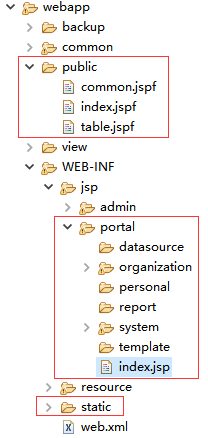 webapp
backup
common
public
common.jspf
index.jspf
table.jspf
view
WEB-INF
jsp
admin
portal
datasource
organization
personal
report
system
template
index.jsp
resource
static
web.xml